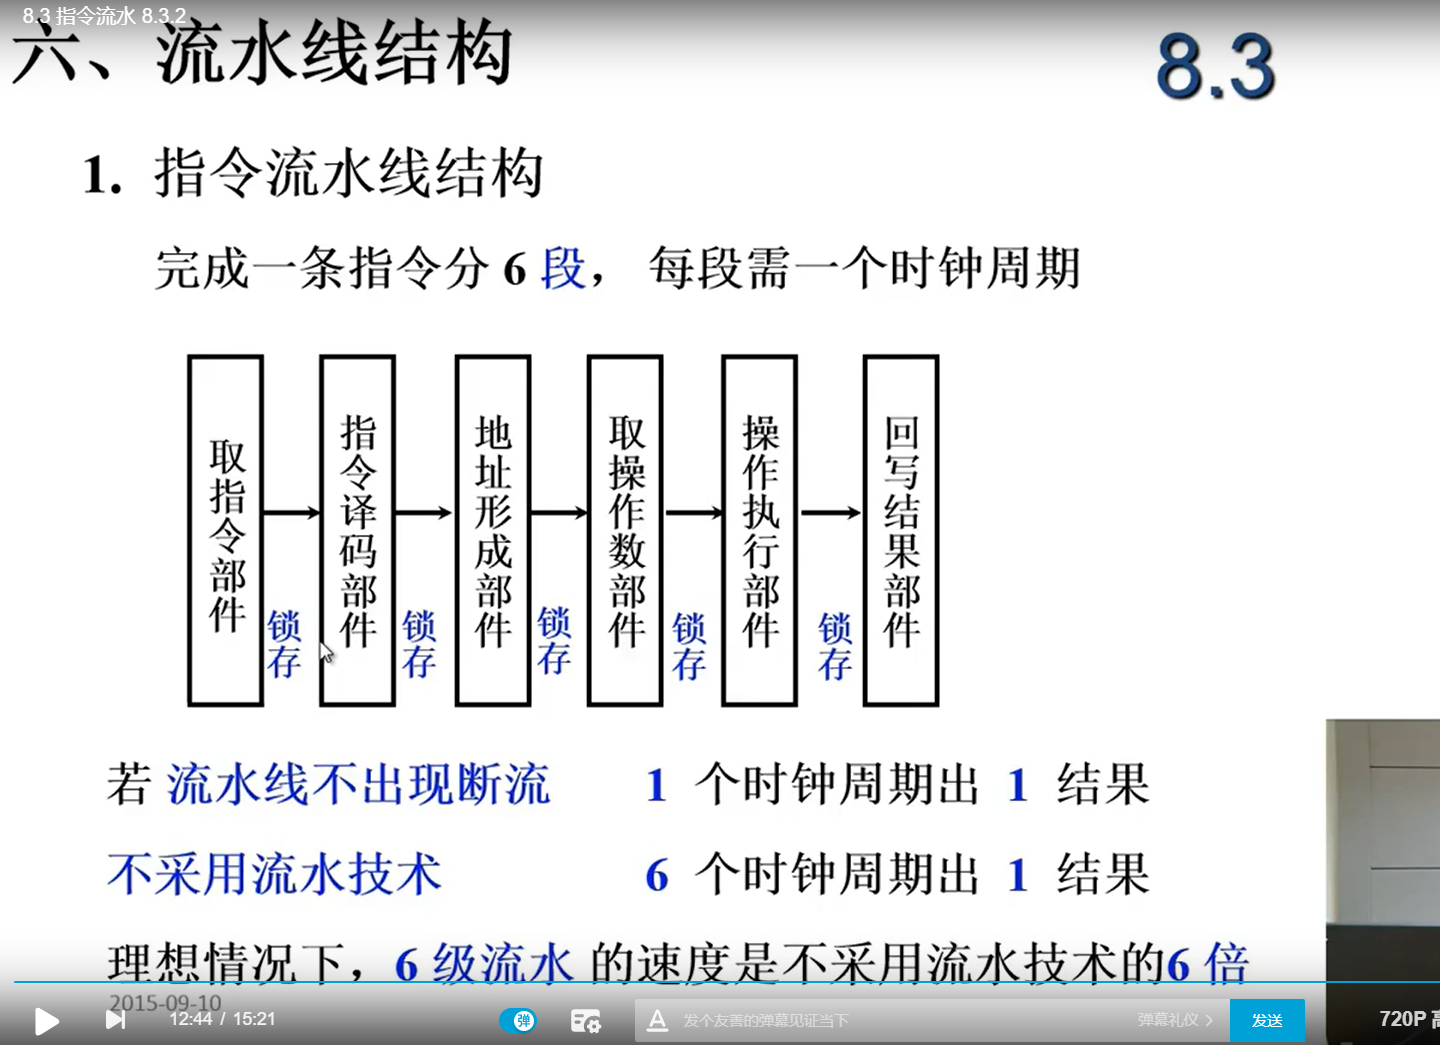 8.3 指令流水 8.3.2
六、流水线结构
8.3
1. 指令流水线结构
完成一条指令分 6 段， 每段需一个时钟周期
取指令部件
锁存
指令译码部件
锁存
地址形成部件
锁存
取操作数部件
锁存
操作执行部件
锁存
回写结果部件
若 流水线不出现断流 1 个时钟周期出 1 结果
不采用流水技术 6 个时钟周期出 1 结果
理想情况下，6 级流水 的速度是不采用流水技术的6 倍
2015-09-10
12:44 / 15:21
弹
A 发个友善的弹幕见证当下
弹幕礼仪 >
发送
720P 高